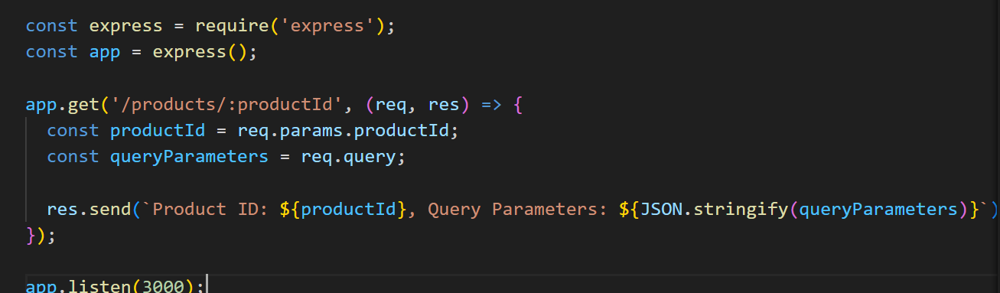 const express = require('express');
const app = express();
app.get('/products/:productId', (req, res) => {
const productId = req.params.productId;
const queryParameters = req.query;
res.send(`Product ID: ${productId}, Query Parameters: ${JSON.stringify(queryParameters)}`)
});
app.listen(3000);